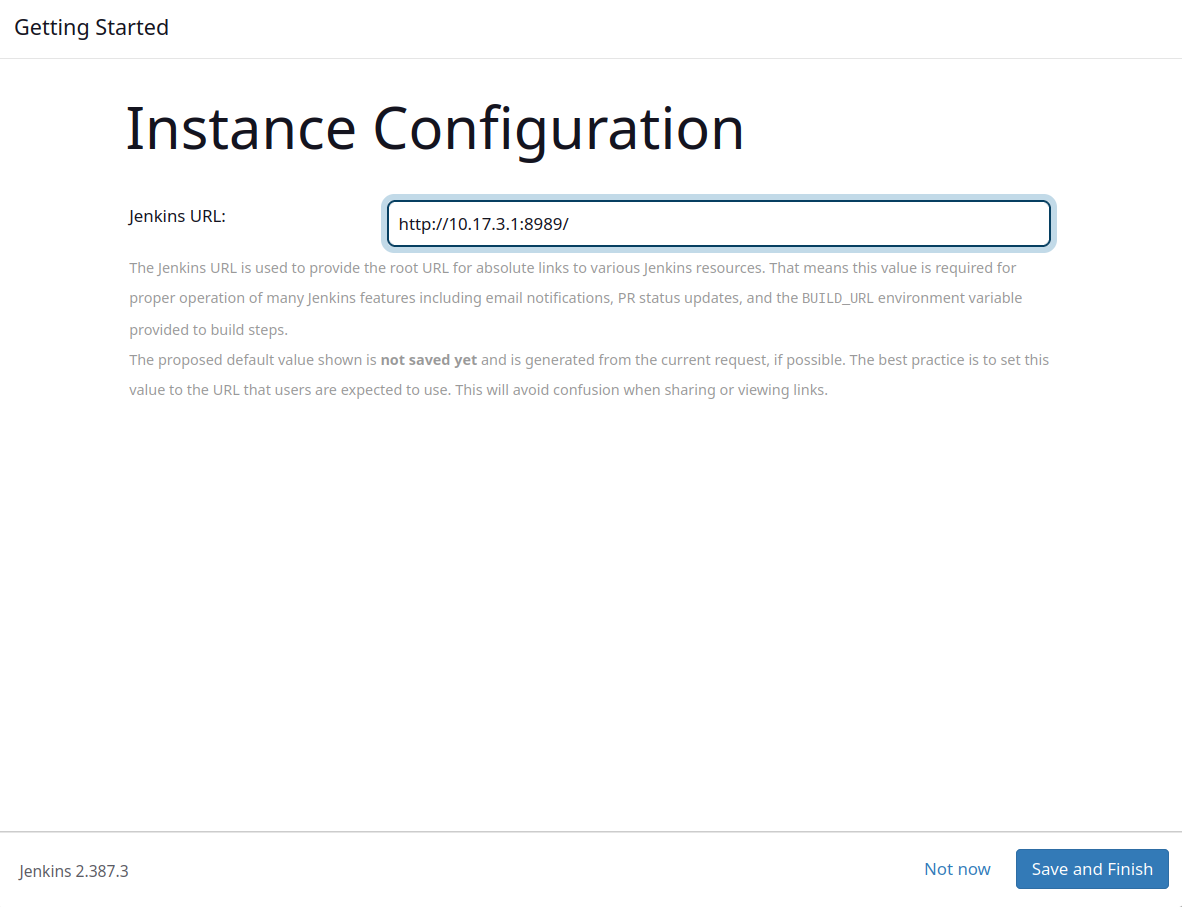 Getting Started
Instance Configuration
Jenkins URL:
http://10.17.3.1:8989/
The Jenkins URL is used to provide the root URL for absolute links to various Jenkins resources. That means this value is required for
proper operation of many Jenkins features including email notifications, PR status updates, and the BUILD_URL environment variable
provided to build steps.
The proposed default value shown is not saved yet and is generated from the current request, if possible. The best practice is to set this
value to the URL that users are expected to use. This will avoid confusion when sharing or viewing links.
Jenkins 2.387.3
Not now
Save and Finish